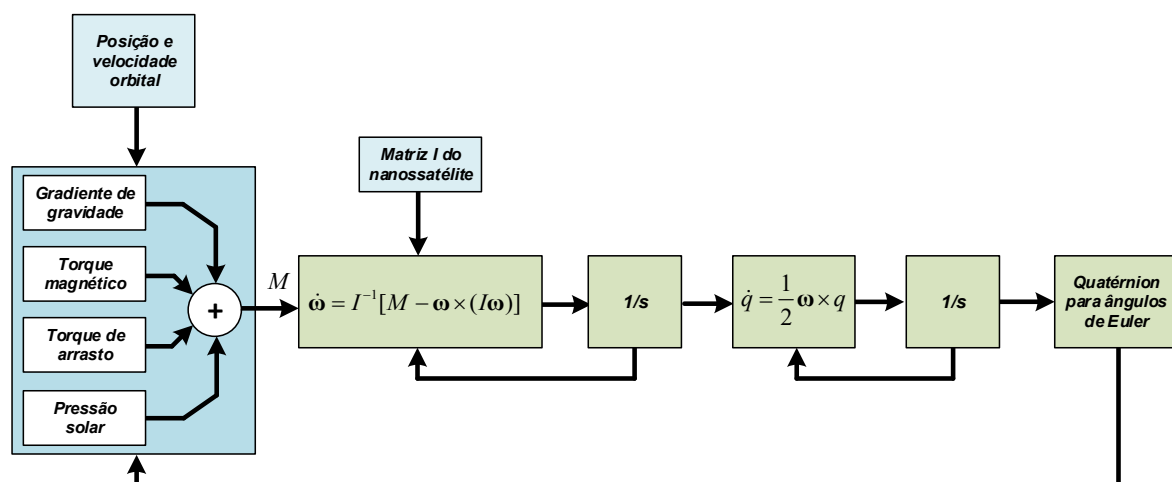 Posição e
velocidade
orbital
Gradiente de
gravidade
Torque
magnético
Torque de
arrasto
Pressão
solar
+
M
Matriz I do
nanossatélite
ω̇ = I⁻¹[M − ω × (Iω)]
1/s
q̇ = 1/2 ω × q
1/s
Quatérnion
para ângulos
de Euler